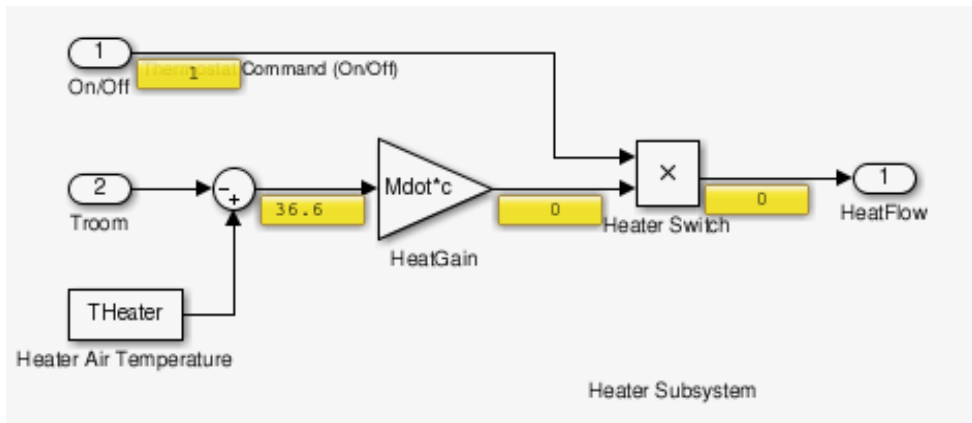 1
On/Off
Thermostat Command (On/Off)
1
2
Troom
-
+
36.6
Mdot*c
HeatGain
0
×
Heater Switch
0
1
HeatFlow
THeater
Heater Air Temperature
Heater Subsystem